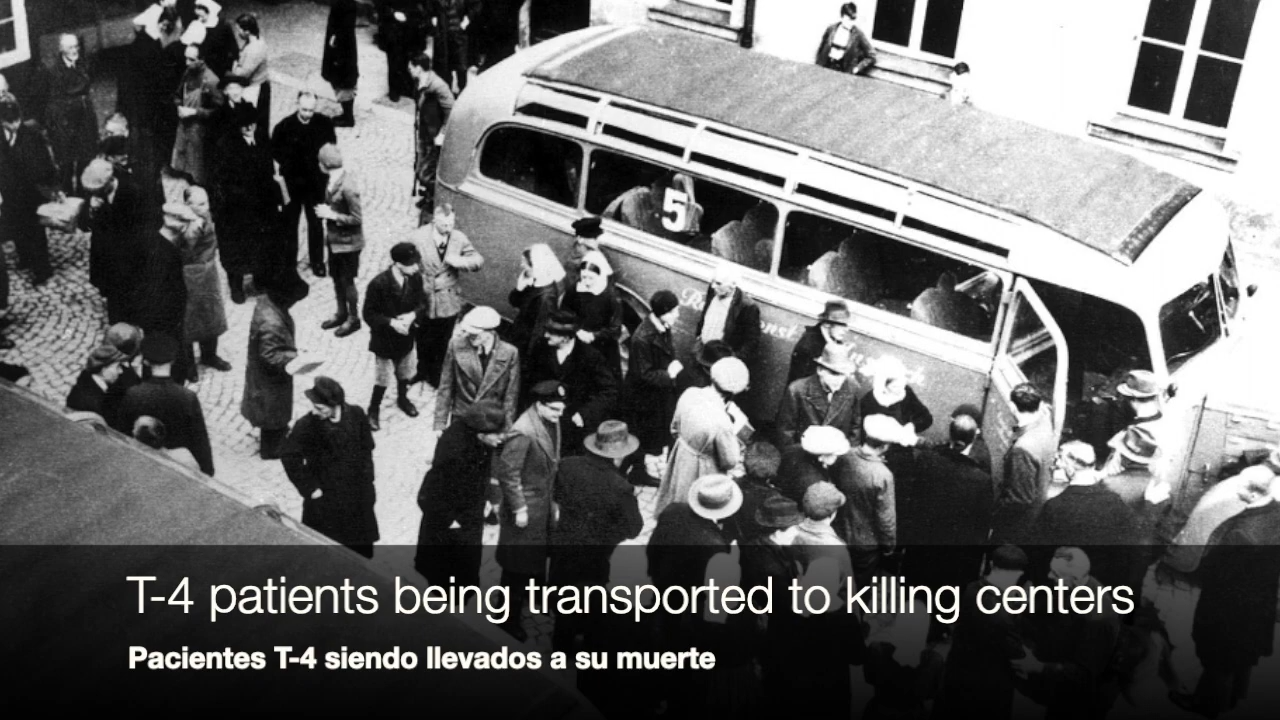 5
T-4 patients being transported to killing centers
Pacientes T-4 siendo llevados a su muerte